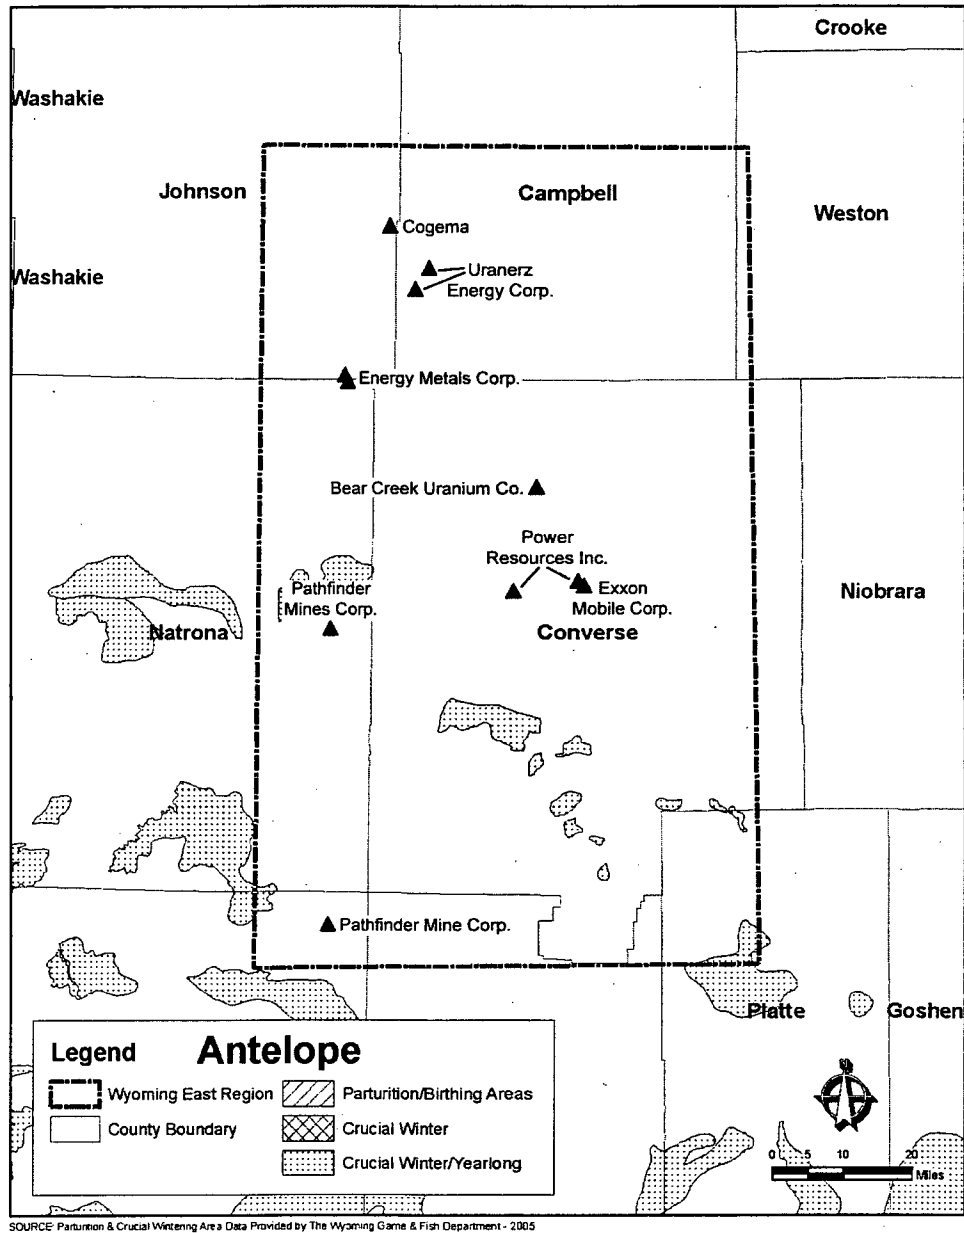 Crooke
Washakie
Johnson
Campbell
Weston
Cogema
Washakie
Uranerz
Energy Corp.
Energy Metals Corp.
Bear Creek Uranium Co.
Power
Resources Inc.
Pathfinder
Mines Corp.
Exxon
Mobile Corp.
Niobrara
Natrona
Converse
Pathfinder Mine Corp.
Platte
Goshen
Legend
Antelope
Wyoming East Region
Parturition/Birthing Areas
County Boundary
Crucial Winter
Crucial Winter/Yearlong
0 5 10 20
Miles
SOURCE: Parturition & Crucial Wintering Area Data Provided by The Wyoming Game & Fish Department - 2005